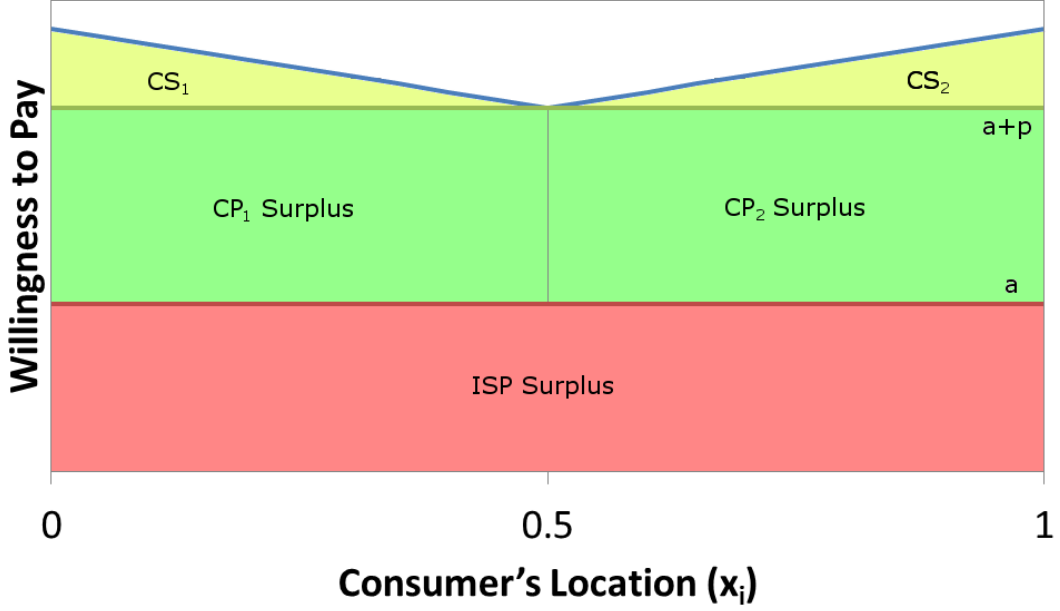 Willingness to Pay
CS₁
CS₂
a+p
CP₁ Surplus
CP₂ Surplus
a
ISP Surplus
0
0.5
1
Consumer’s Location (xᵢ)